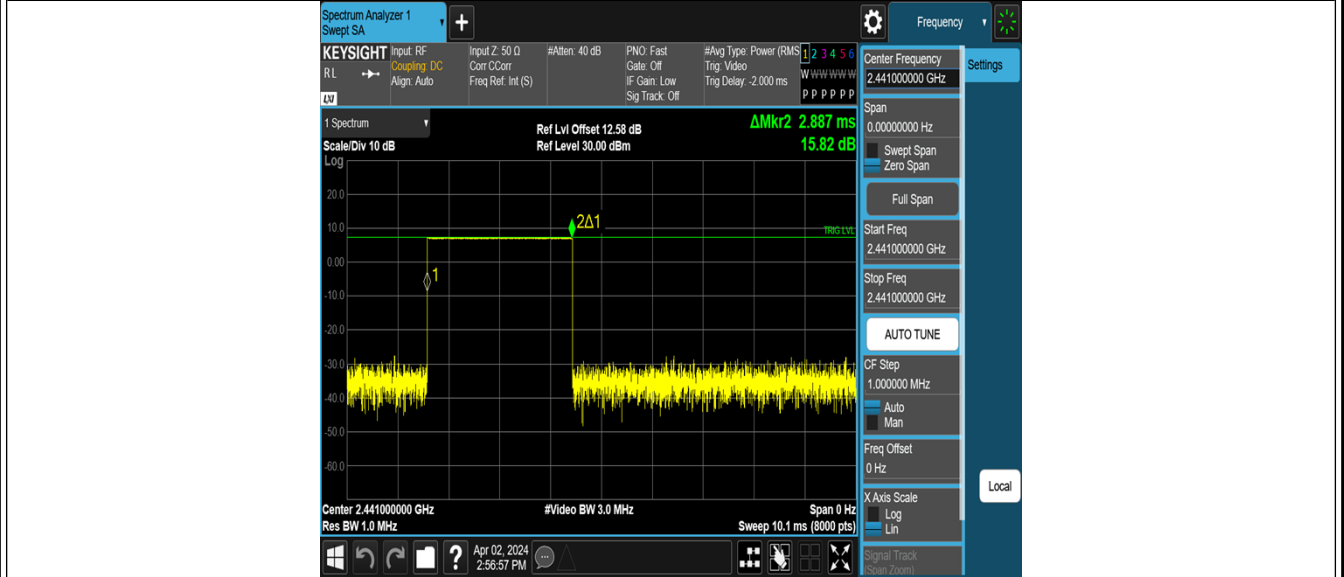 Spectrum Analyzer 1
Swept SA
Frequency
KEYSIGHT
RL
LXI
Input: RF
Coupling: DC
Align: Auto
Input Z: 50 Ω
Corr CCorr
Freq Ref: Int (S)
#Atten: 40 dB
PNO: Fast
Gate: Off
IF Gain: Low
Sig Track: Off
#Avg Type: Power (RMS
Trig: Video
Trig Delay: -2.000 ms
1 2 3 4 5 6
W W W W W W
P P P P P P
1 Spectrum
Scale/Div 10 dB
Log
Ref Lvl Offset 12.58 dB
Ref Level 30.00 dBm
ΔMkr2 2.887 ms
15.82 dB
20.0
10.0
0.00
-10.0
-20.0
-30.0
-40.0
-50.0
-60.0
2Δ1
1
TRIG LVL
Center 2.441000000 GHz
Res BW 1.0 MHz
#Video BW 3.0 MHz
Span 0 Hz
Sweep 10.1 ms (8000 pts)
Apr 02, 2024
2:56:57 PM
Center Frequency
2.441000000 GHz
Span
0.00000000 Hz
Swept Span
Zero Span
Full Span
Start Freq
2.441000000 GHz
Stop Freq
2.441000000 GHz
AUTO TUNE
CF Step
1.000000 MHz
Auto
Man
Freq Offset
0 Hz
X Axis Scale
Log
Lin
Signal Track
(Span Zoom)
Settings
Local